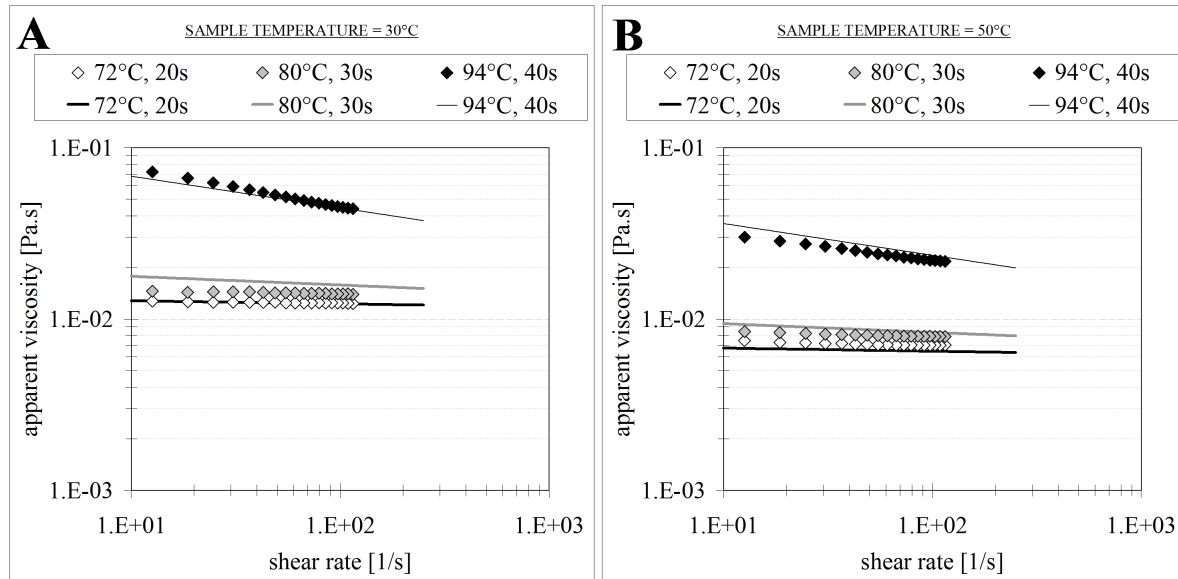 A
SAMPLE TEMPERATURE = 30°C
72°C, 20s 80°C, 30s 94°C, 40s
72°C, 20s 80°C, 30s 94°C, 40s
1.E-01
1.E-02
1.E-03
apparent viscosity [Pa.s]
1.E+01 1.E+02 1.E+03
shear rate [1/s]
B
SAMPLE TEMPERATURE = 50°C
72°C, 20s 80°C, 30s 94°C, 40s
72°C, 20s 80°C, 30s 94°C, 40s
1.E-01
1.E-02
1.E-03
apparent viscosity [Pa.s]
1.E+01 1.E+02 1.E+03
shear rate [1/s]